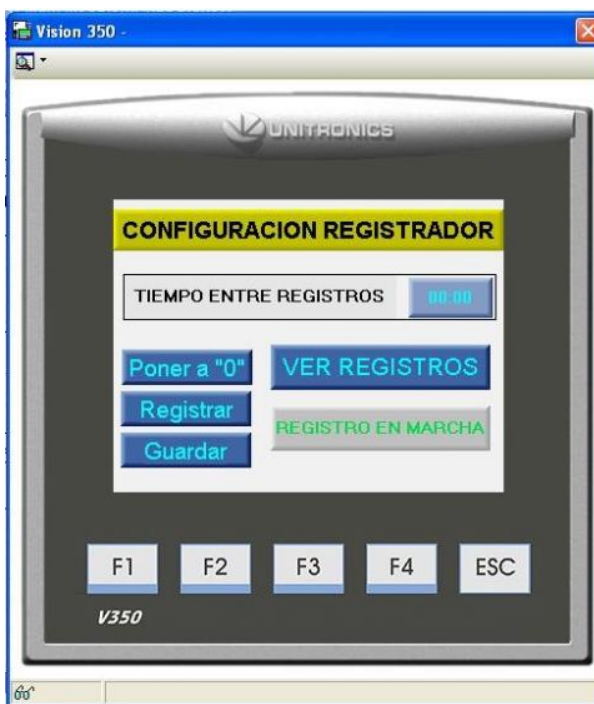 Vision 350 -
UNITRONICS
CONFIGURACION REGISTRADOR
TIEMPO ENTRE REGISTROS 00:00
Poner a "0"
VER REGISTROS
Registrar
REGISTRO EN MARCHA
Guardar
F1 F2 F3 F4 ESC
V350